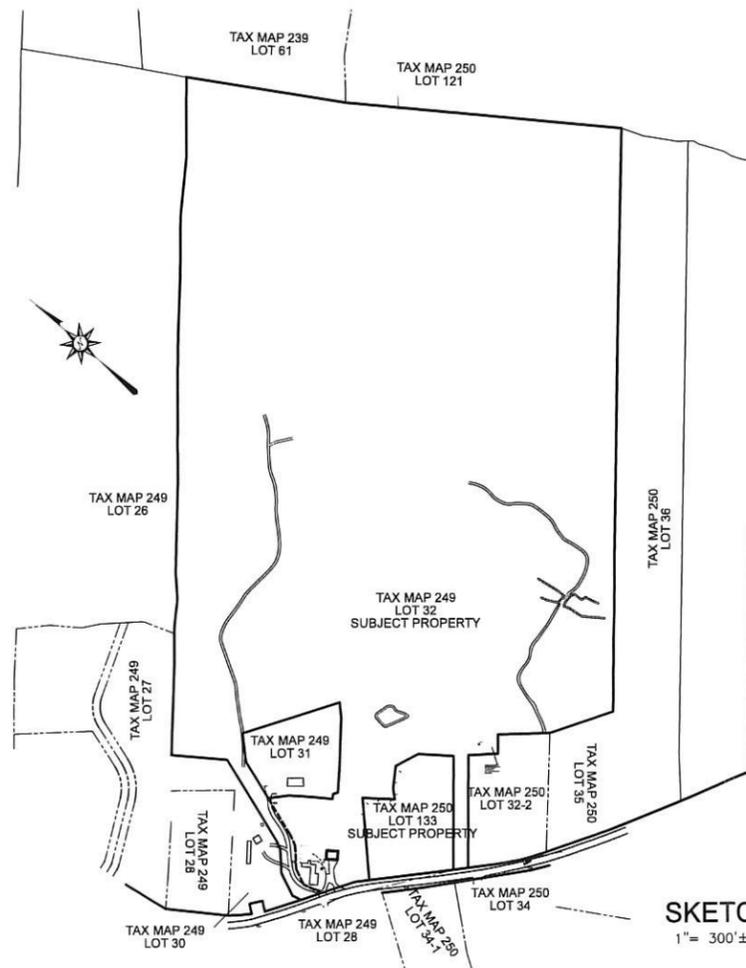 TAX MAP 239
LOT 61
TAX MAP 250
LOT 121
TAX MAP 249
LOT 26
TAX MAP 250
LOT 36
TAX MAP 249
LOT 32
SUBJECT PROPERTY
TAX MAP 249
LOT 27
TAX MAP 249
LOT 31
TAX MAP 250
LOT 35
TAX MAP 250
LOT 32-2
TAX MAP 250
LOT 133
SUBJECT PROPERTY
TAX MAP 249
LOT 28
TAX MAP 250
LOT 34
TAX MAP 250
LOT 34-1
TAX MAP 249
LOT 28
TAX MAP 249
LOT 30
SKETC
1"= 300'±